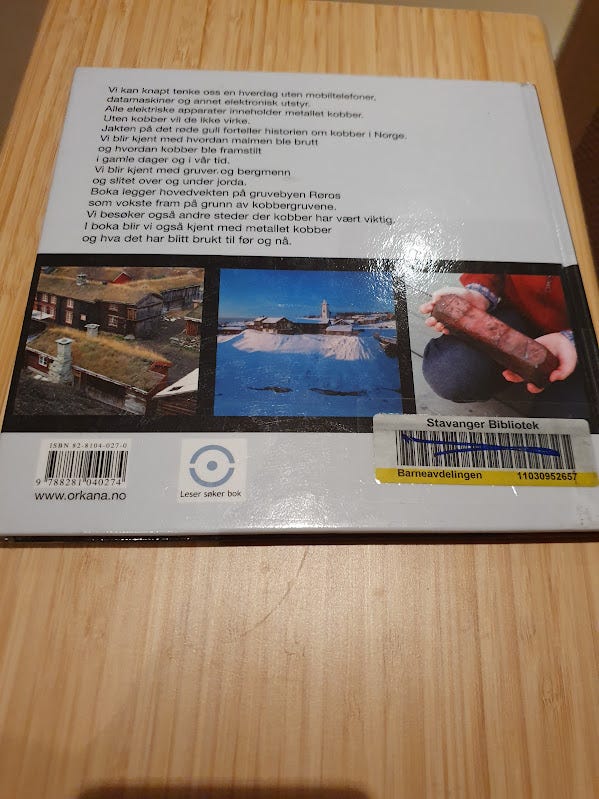 Vi kan knapt tenke oss en hverdag uten mobiltelefoner,
datamaskiner og annet elektronisk utstyr.
Alle elektriske apparater inneholder metallet kobber.
Uten kobber vil de ikke virke.
Jakten på det røde gull forteller historien om kobber i Norge.
Vi blir kjent med hvordan malmen ble brutt
og hvordan kobber ble framstilt
i gamle dager og i vår tid.
Vi blir kjent med gruver og bergmenn
og slitet over og under jorda.
Boka legger hovedvekten på gruvebyen Røros
som vokste fram på grunn av kobbergruvene.
Vi besøker også andre steder der kobber har vært viktig.
I boka blir vi også kjent med metallet kobber
og hva det har blitt brukt til før og nå.
Stavanger Bibliotek
Barneavdelingen 11030952657
ISBN 82-8104-027-0
9 788281 040274
www.orkana.no
Leser søker bok